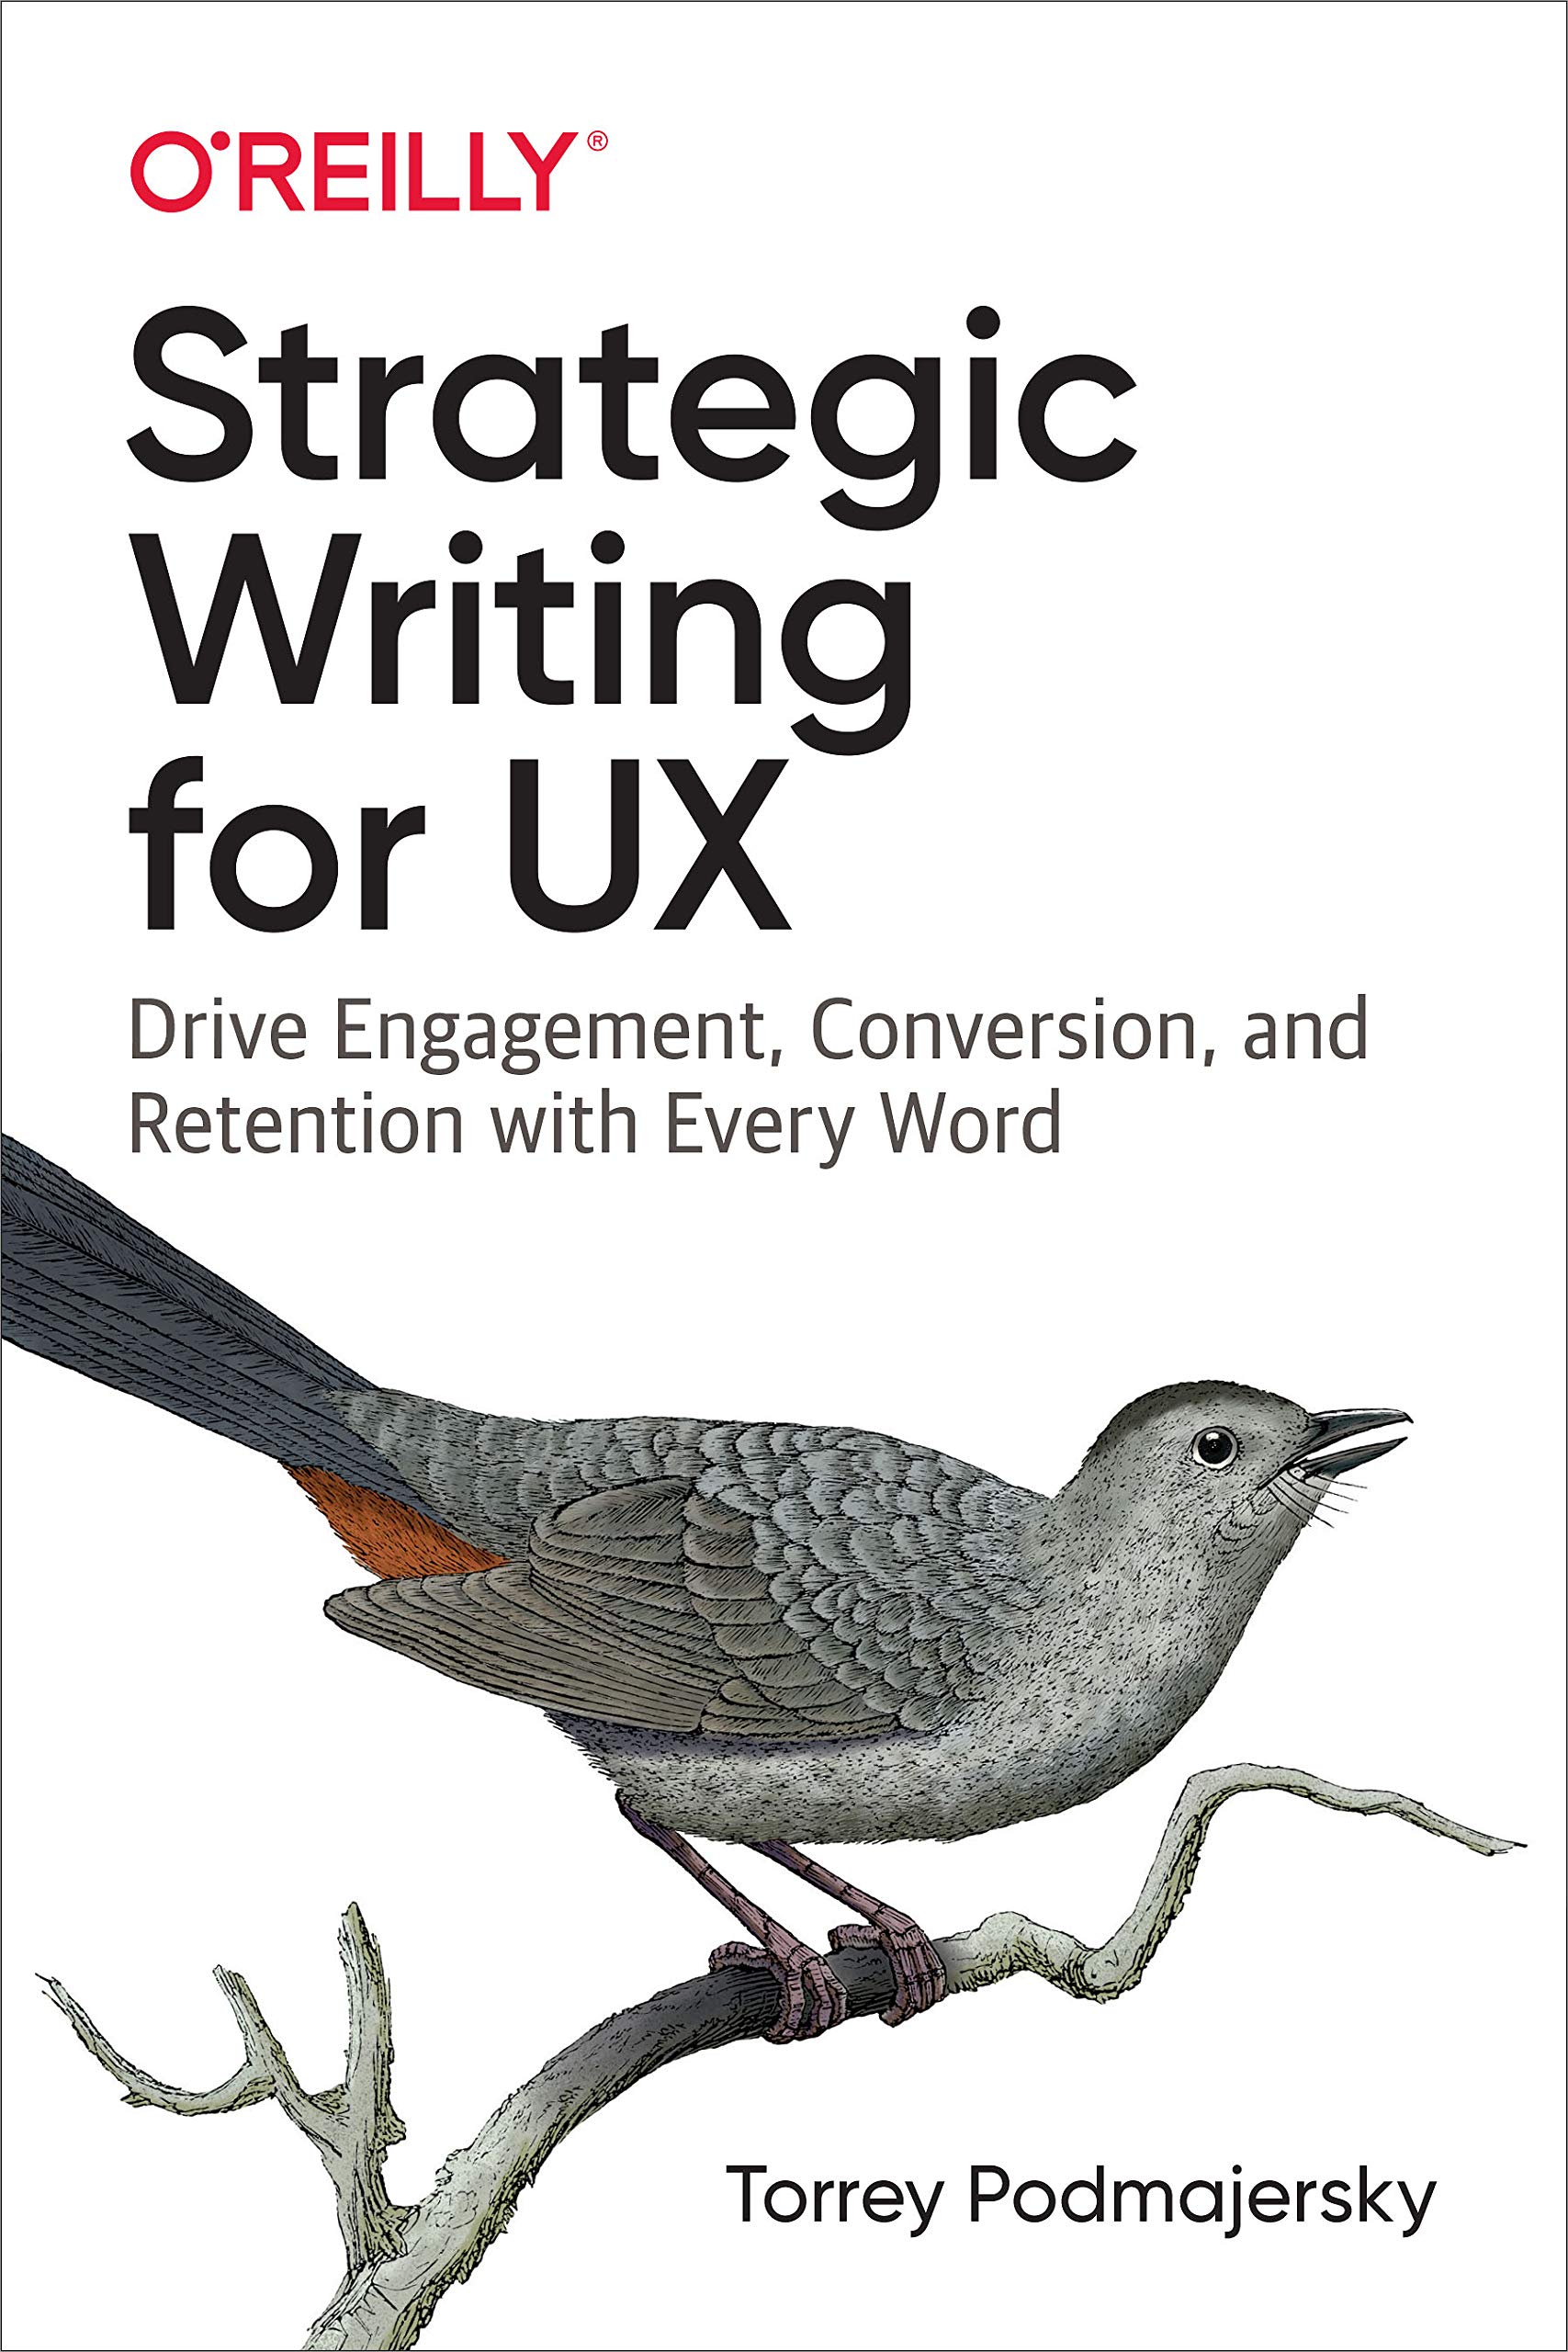 O'REILLY®
Strategic
Writing
for UX
Drive Engagement, Conversion, and
Retention with Every Word
Torrey Podmajersky